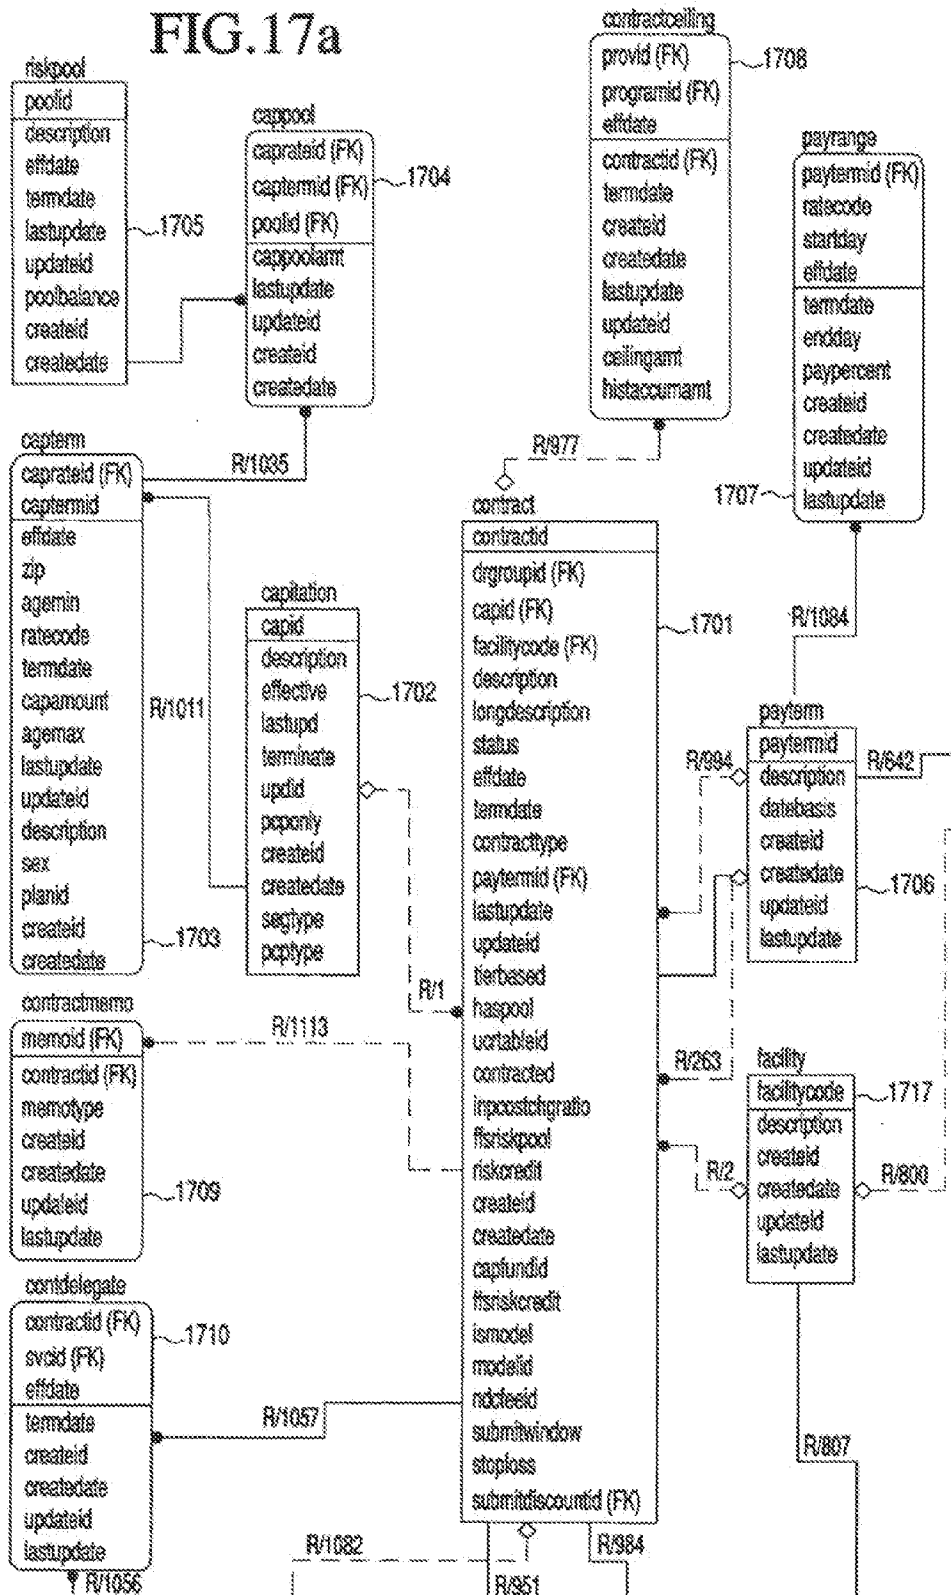 FIG.17a
riskpool
poolid
description
effdate
termdate
lastupdate
updateid
poolbalance
createid
createdate
1705
cappool
caprateid (FK)
captermid (FK)
poolid (FK)
cappoolamt
lastupdate
updateid
createid
createdate
1704
contractceiling
provid (FK)
programid (FK)
effdate
contractid (FK)
termdate
createid
createdate
lastupdate
updateid
ceilingamt
histaccumamt
1708
payrange
paytermid (FK)
ratecode
startday
effdate
termdate
endday
paypercent
createid
createdate
updateid
lastupdate
1707
R/1035
R/977
R/1084
capterm
caprateid (FK)
captermid
effdate
zip
agemin
ratecode
termdate
capamount
agemax
lastupdate
updateid
description
sex
planid
createid
createdate
1703
R/1011
capitation
capid
description
effective
lastupd
terminate
updid
pcponly
createid
createdate
segtype
pcptype
1702
R/1
contract
contractid
drgroupid (FK)
capid (FK)
facilitycode (FK)
description
longdescription
status
effdate
termdate
contracttype
paytermid (FK)
lastupdate
updateid
tierbased
haspool
ucrtableid
contracted
inpcostchgratio
ffsriskpool
riskcredit
createid
createdate
capfundid
ffsriskcredit
ismodel
modelid
ndcfeeid
submitwindow
stoploss
submitdiscountid (FK)
1701
payterm
paytermid
description
datebasis
createid
createdate
updateid
lastupdate
1706
R/994
R/642
R/263
facility
facilitycode
description
createid
createdate
updateid
lastupdate
1717
R/2
R/800
R/807
contractmemo
memoid (FK)
contractid (FK)
memotype
createid
createdate
updateid
lastupdate
1709
R/1113
contdelegate
contractid (FK)
svcid (FK)
effdate
termdate
createid
createdate
updateid
lastupdate
1710
R/1057
R/1056
R/1082
R/951
R/984